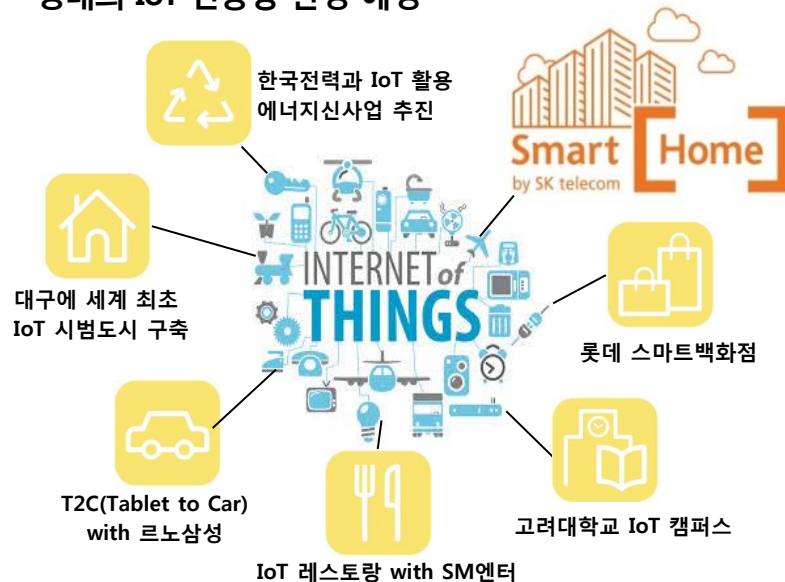 한국전력과 IoT 활용
에너지신사업 추진
Smart [Home]
by SK telecom
INTERNET of
THINGS
대구에 세계 최초
IoT 시범도시 구축
롯데 스마트백화점
T2C(Tablet to Car)
with 르노삼성
고려대학교 IoT 캠퍼스
IoT 레스토랑 with SM엔터